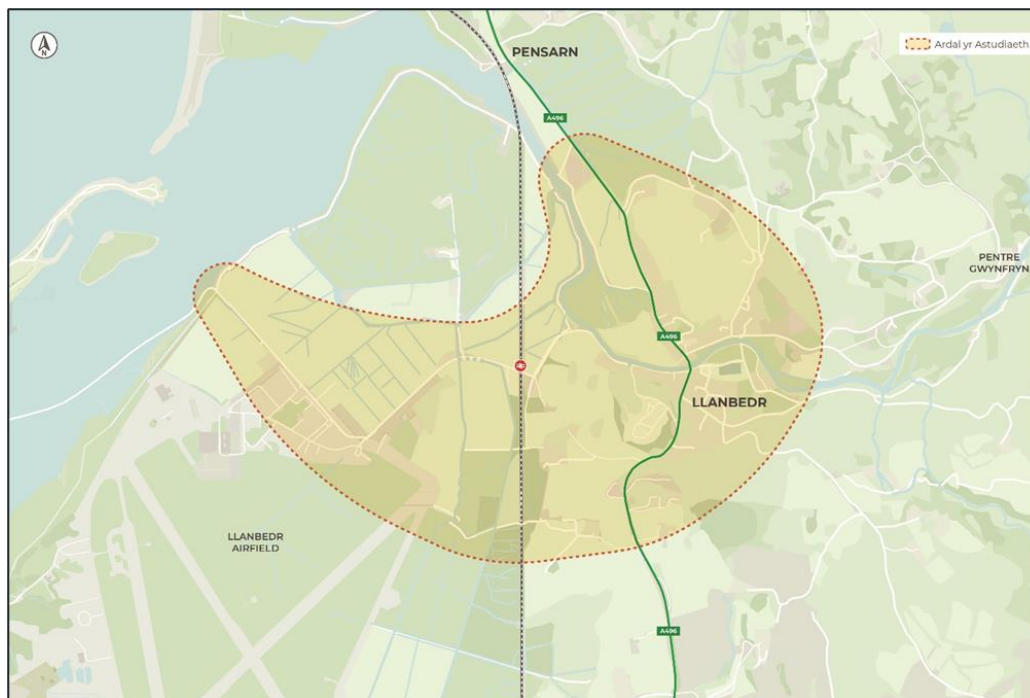 N
PENSARN
Ardal yr Astudiaeth
A496
PENTRE
GWYNFRYN
A496
LLANBEDR
LLANBEDR
AIRFIELD
A496